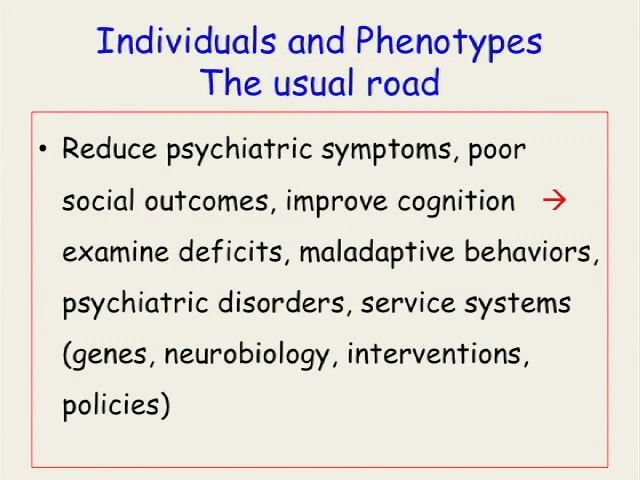 Individuals and Phenotypes
The usual road
• Reduce psychiatric symptoms, poor
social outcomes, improve cognition →
examine deficits, maladaptive behaviors,
psychiatric disorders, service systems
(genes, neurobiology, interventions,
policies)